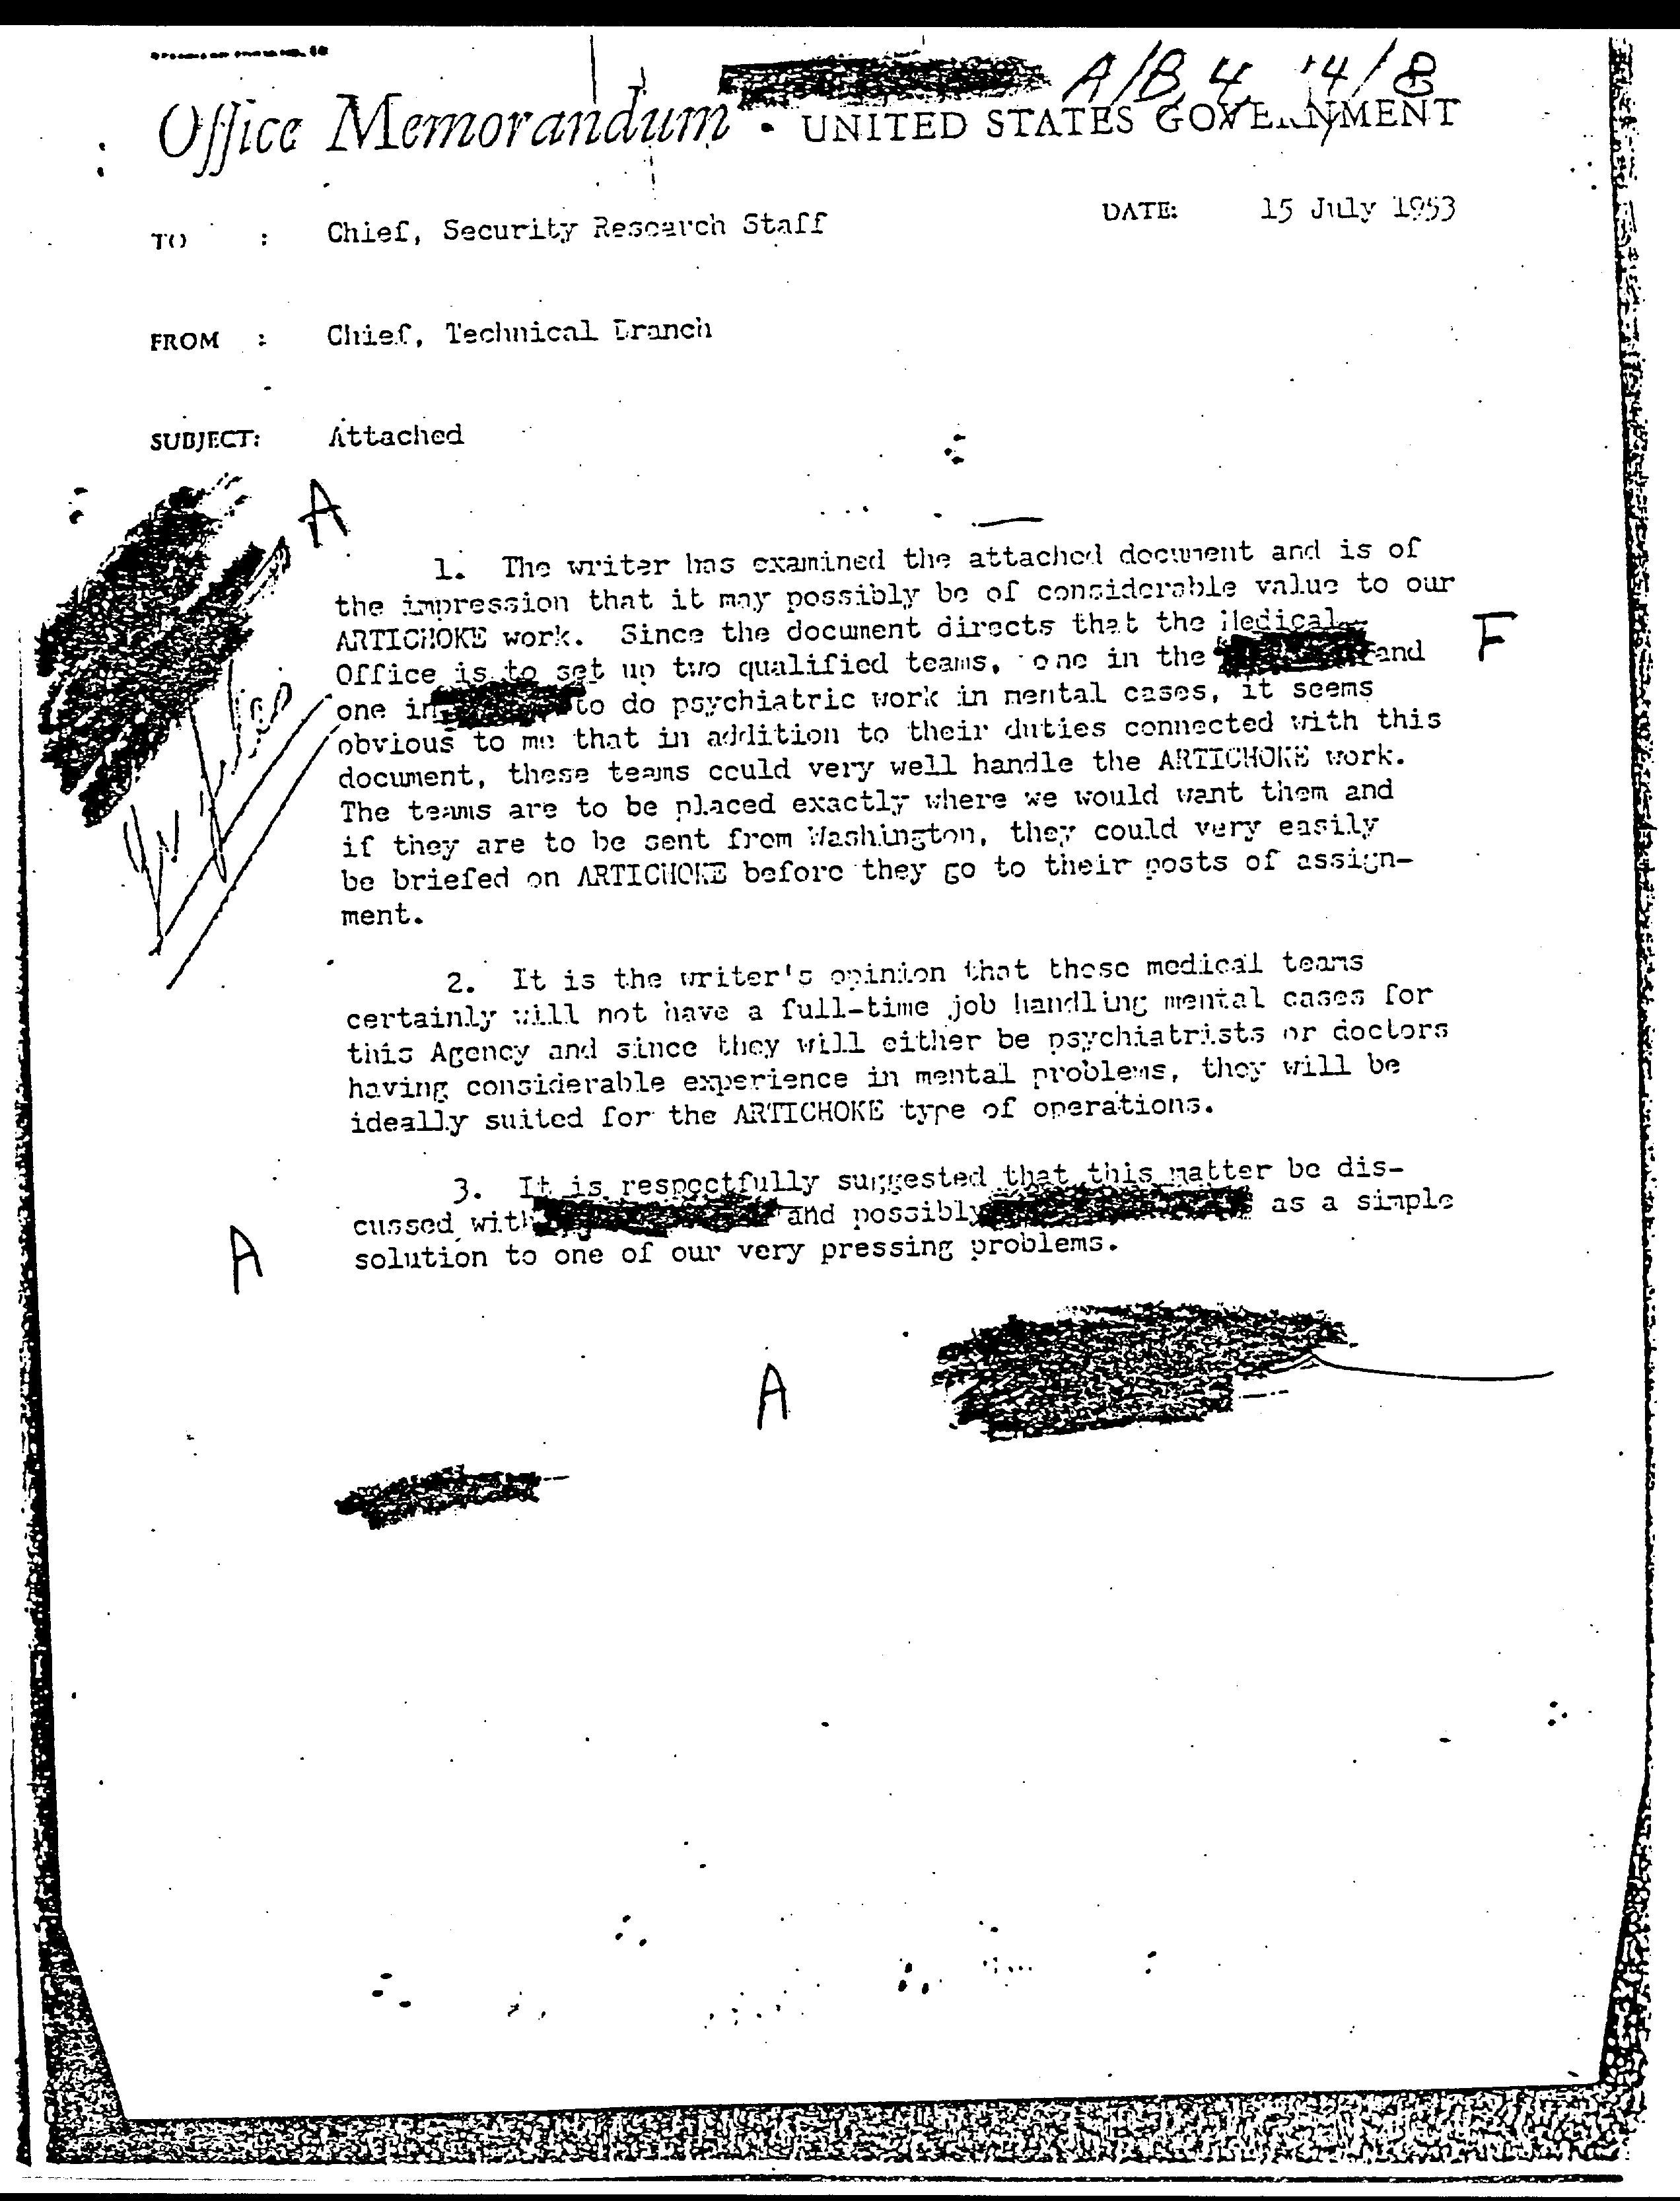 A/B, 4, 14/8
Office Memorandum • UNITED STATES GOVERNMENT
TO : Chief, Security Research Staff
DATE: 15 July 1953
FROM : Chief, Technical Branch
SUBJECT: Attached
A
1. The writer has examined the attached document and is of
the impression that it may possibly be of considerable value to our
ARTICHOKE work. Since the document directs that the Medical
F
Office is to set up two qualified teams, one in the and
one in to do psychiatric work in mental cases, it seems
obvious to me that in addition to their duties connected with this
document, these teams could very well handle the ARTICHOKE work.
The teams are to be placed exactly where we would want them and
if they are to be sent from Washington, they could very easily
be briefed on ARTICHOKE before they go to their posts of assign-
ment.
2. It is the writer's opinion that these medical teams
certainly will not have a full-time job handling mental cases for
this Agency and since they will either be psychiatrists or doctors
having considerable experience in mental problems, they will be
ideally suited for the ARTICHOKE type of operations.
3. It is respectfully suggested that this matter be dis-
cussed with and possibly as a simple
A
solution to one of our very pressing problems.
A